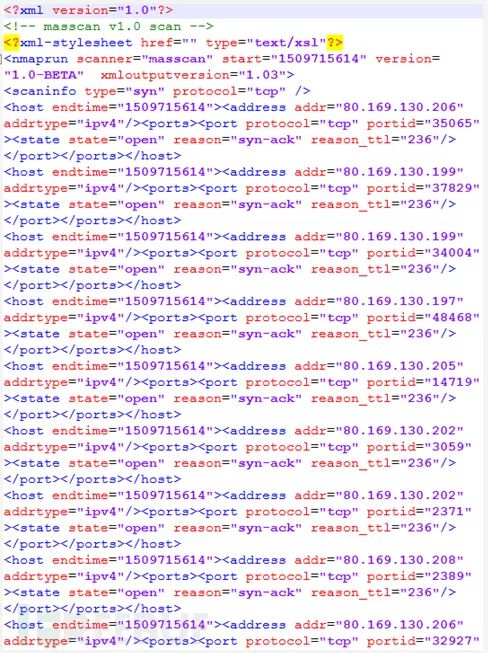 <?xml version="1.0"?>
<!-- masscan v1.0 scan -->
<?xml-stylesheet href="" type="text/xsl"?>
<nmaprun scanner="masscan" start="1509715614" version=
"1.0-BETA"  xmloutputversion="1.03">
<scaninfo type="syn" protocol="tcp" />
<host endtime="1509715614"><address addr="80.169.130.206"
addrtype="ipv4"/><ports><port protocol="tcp" portid="35065"
><state state="open" reason="syn-ack" reason_ttl="236"/>
</port></ports></host>
<host endtime="1509715614"><address addr="80.169.130.199"
addrtype="ipv4"/><ports><port protocol="tcp" portid="37829"
><state state="open" reason="syn-ack" reason_ttl="236"/>
</port></ports></host>
<host endtime="1509715614"><address addr="80.169.130.199"
addrtype="ipv4"/><ports><port protocol="tcp" portid="34004"
><state state="open" reason="syn-ack" reason_ttl="236"/>
</port></ports></host>
<host endtime="1509715614"><address addr="80.169.130.197"
addrtype="ipv4"/><ports><port protocol="tcp" portid="48468"
><state state="open" reason="syn-ack" reason_ttl="236"/>
</port></ports></host>
<host endtime="1509715614"><address addr="80.169.130.205"
addrtype="ipv4"/><ports><port protocol="tcp" portid="14719"
><state state="open" reason="syn-ack" reason_ttl="236"/>
</port></ports></host>
<host endtime="1509715614"><address addr="80.169.130.202"
addrtype="ipv4"/><ports><port protocol="tcp" portid="3059"
><state state="open" reason="syn-ack" reason_ttl="236"/>
</port></ports></host>
<host endtime="1509715614"><address addr="80.169.130.202"
addrtype="ipv4"/><ports><port protocol="tcp" portid="2371"
><state state="open" reason="syn-ack" reason_ttl="236"/>
</port></ports></host>
<host endtime="1509715614"><address addr="80.169.130.208"
addrtype="ipv4"/><ports><port protocol="tcp" portid="2389"
><state state="open" reason="syn-ack" reason_ttl="236"/>
</port></ports></host>
<host endtime="1509715614"><address addr="80.169.130.206"
addrtype="ipv4"/><ports><port protocol="tcp" portid="32927"